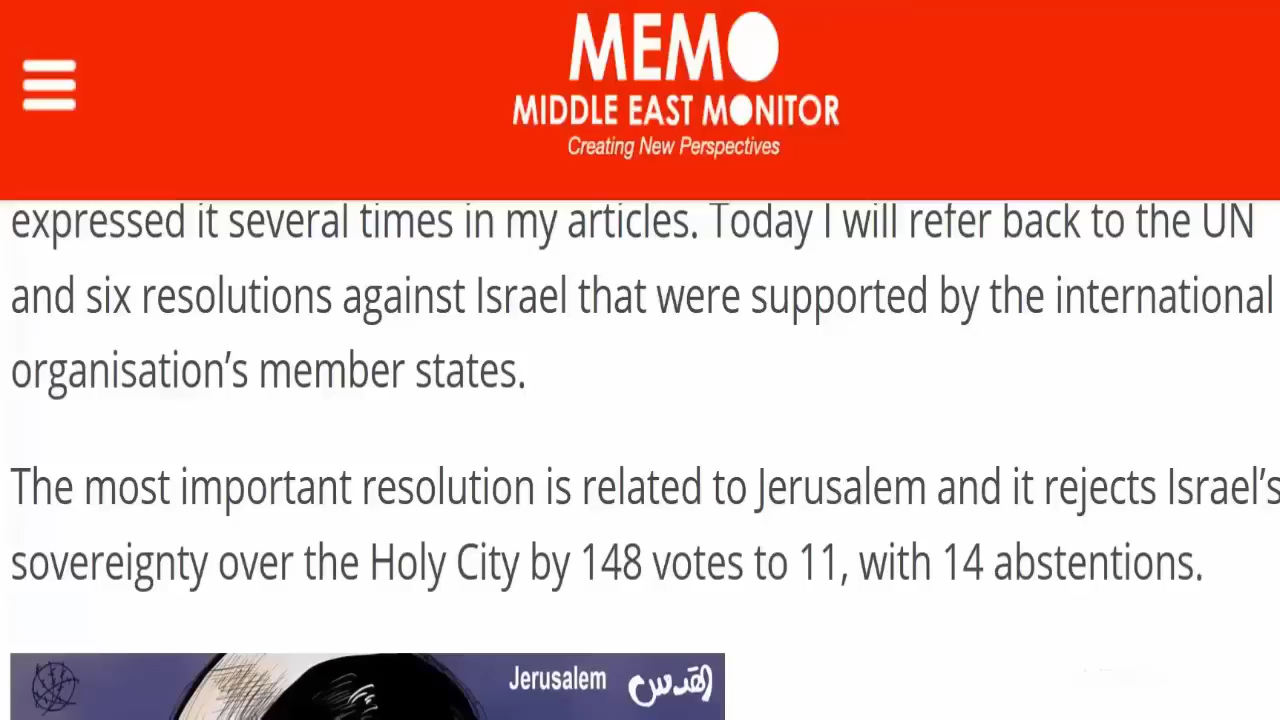 MEMO
MIDDLE EAST MONITOR
Creating New Perspectives
expressed it several times in my articles. Today I will refer back to the UN
and six resolutions against Israel that were supported by the international
organisation’s member states.
The most important resolution is related to Jerusalem and it rejects Israel’s
sovereignty over the Holy City by 148 votes to 11, with 14 abstentions.
Jerusalem القدس